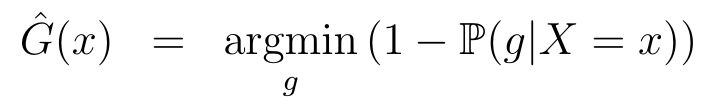 Ĝ(x) = argmin (1 − ℙ(g|X = x))
g